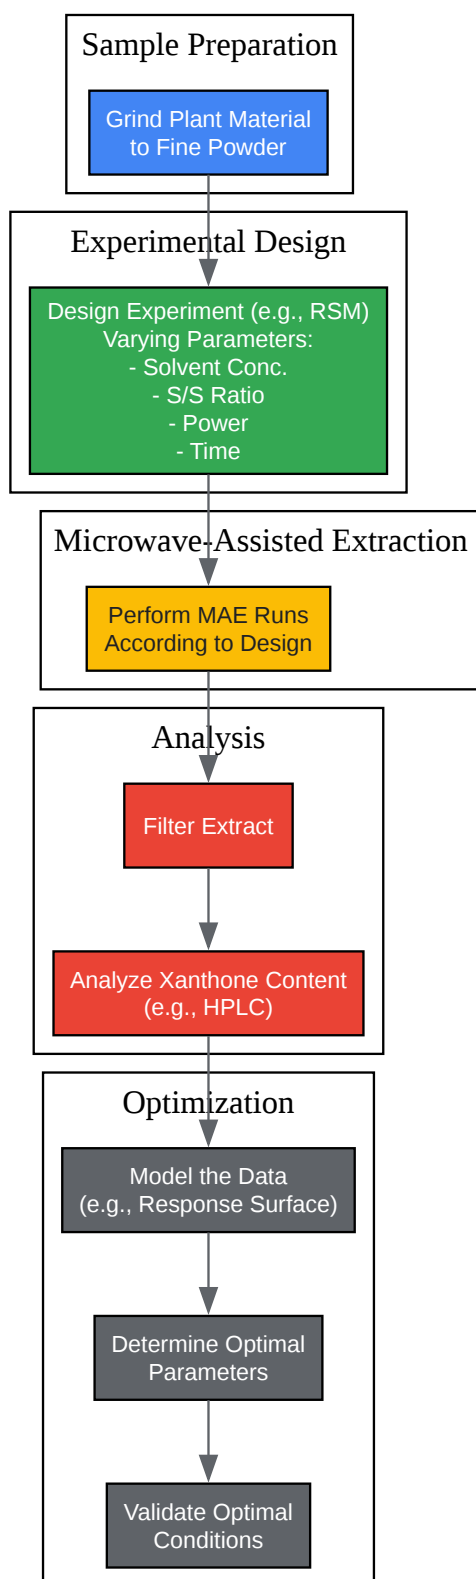 Sample Preparation
Grind Plant Material
to Fine Powder
Experimental Design
Design Experiment (e.g., RSM)
Varying Parameters:
- Solvent Conc.
- S/S Ratio
- Power
- Time
Microwave-Assisted Extraction
Perform MAE Runs
According to Design
Analysis
Filter Extract
Analyze Xanthone Content
(e.g., HPLC)
Optimization
Model the Data
(e.g., Response Surface)
Determine Optimal
Parameters
Validate Optimal
Conditions